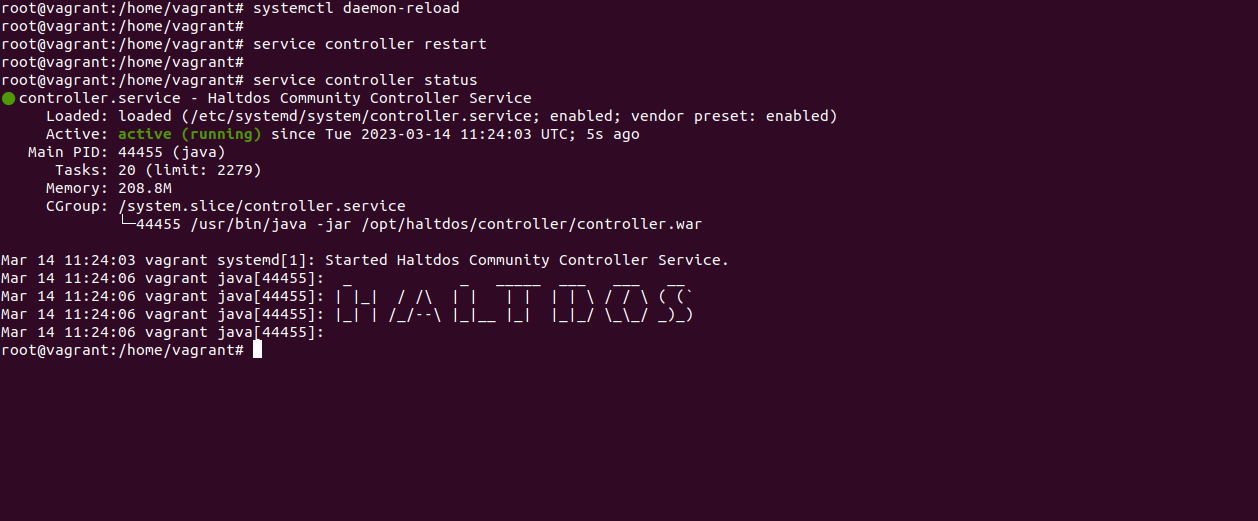 root@vagrant:/home/vagrant# systemctl daemon-reload
root@vagrant:/home/vagrant#
root@vagrant:/home/vagrant# service controller restart
root@vagrant:/home/vagrant#
root@vagrant:/home/vagrant# service controller status
● controller.service - Haltdos Community Controller Service
     Loaded: loaded (/etc/systemd/system/controller.service; enabled; vendor preset: enabled)
     Active: active (running) since Tue 2023-03-14 11:24:03 UTC; 5s ago
   Main PID: 44455 (java)
      Tasks: 20 (limit: 2279)
     Memory: 208.8M
     CGroup: /system.slice/controller.service
             └─44455 /usr/bin/java -jar /opt/haltdos/controller/controller.war

Mar 14 11:24:03 vagrant systemd[1]: Started Haltdos Community Controller Service.
Mar 14 11:24:06 vagrant java[44455]:  _            _   _____  ___   ___   __
Mar 14 11:24:06 vagrant java[44455]: | |_|  / /\  | |   | |  | | \ / / \ ( (`
Mar 14 11:24:06 vagrant java[44455]: |_| | /_/--\ |_|__ |_|  |_|_/ \_\_/ _)_)
Mar 14 11:24:06 vagrant java[44455]:
root@vagrant:/home/vagrant#